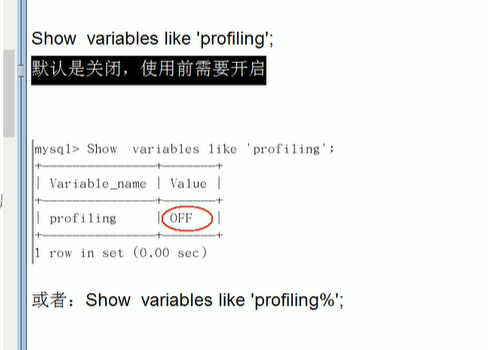 Show  variables like 'profiling';
默认是关闭，使用前需要开启
mysql> Show  variables like 'profiling';
+---------------+-------+
| Variable_name | Value |
+---------------+-------+
| profiling     | OFF   |
+---------------+-------+
1 row in set (0.00 sec)
或者：Show  variables like 'profiling%';